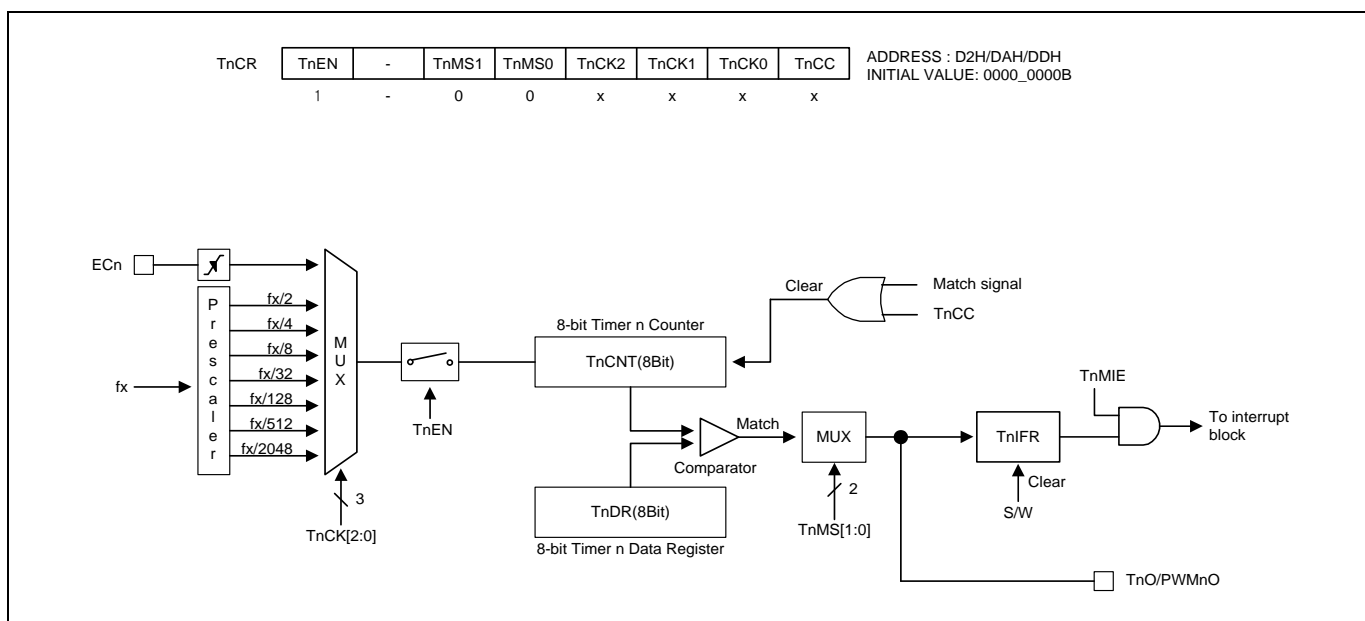 TnCR TnEN - TnMS1 TnMS0 TnCK2 TnCK1 TnCK0 TnCC ADDRESS : D2H/DAH/DDH
INITIAL VALUE: 0000_0000B
1 - 0 0 x x x x
ECn
Prescaler
fx
fx/2
fx/4
fx/8
fx/32
fx/128
fx/512
fx/2048
MUX
3
TnCK[2:0]
TnEN
8-bit Timer n Counter
TnCNT(8Bit)
Clear
Match signal
TnCC
Comparator
Match
TnDR(8Bit)
8-bit Timer n Data Register
MUX
2
TnMS[1:0]
TnIFR
Clear
S/W
TnMIE
To interrupt
block
TnO/PWMnO